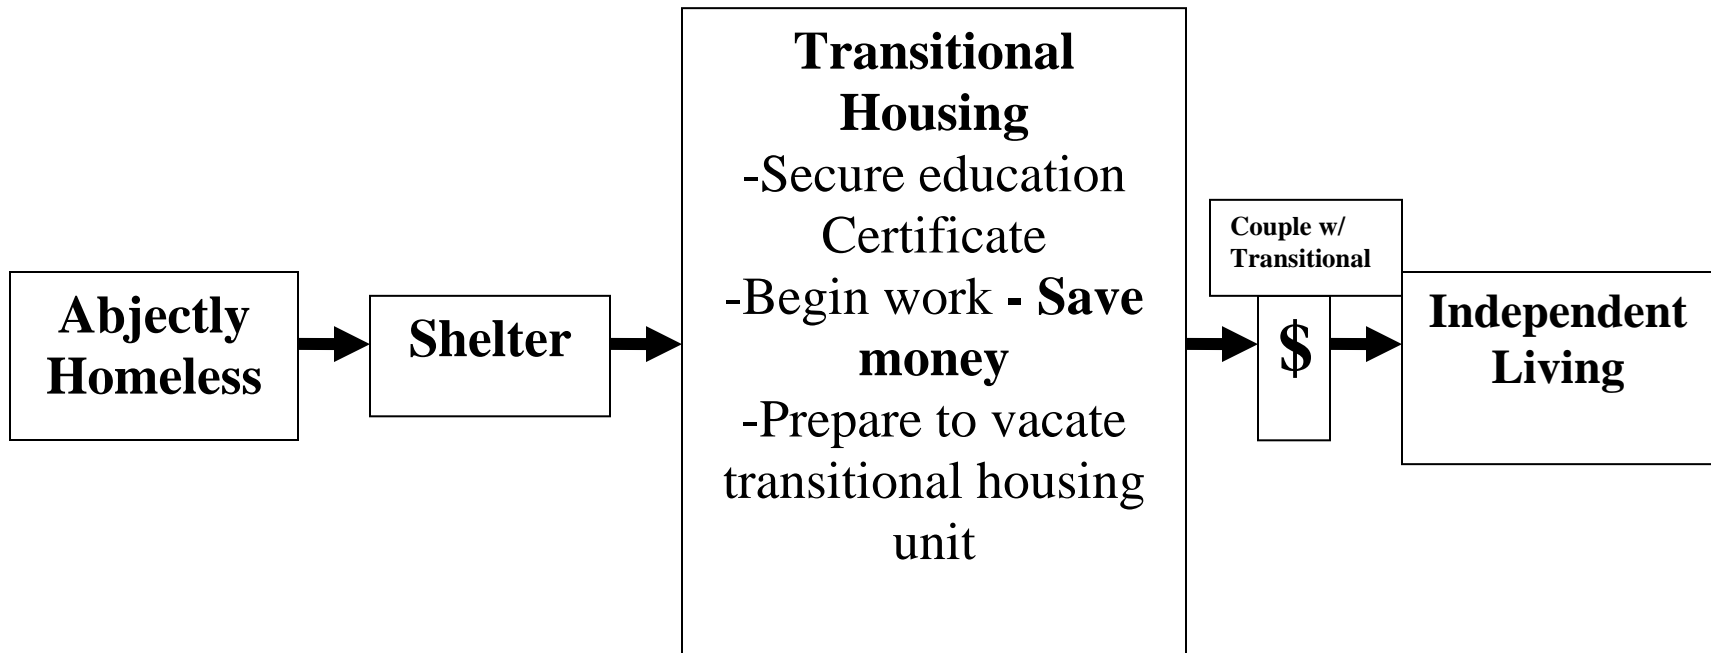 Abjectly
Homeless
Shelter
Transitional
Housing
-Secure education
Certificate
-Begin work - Save
money
-Prepare to vacate
transitional housing
unit
Couple w/
Transitional
$
Independent
Living